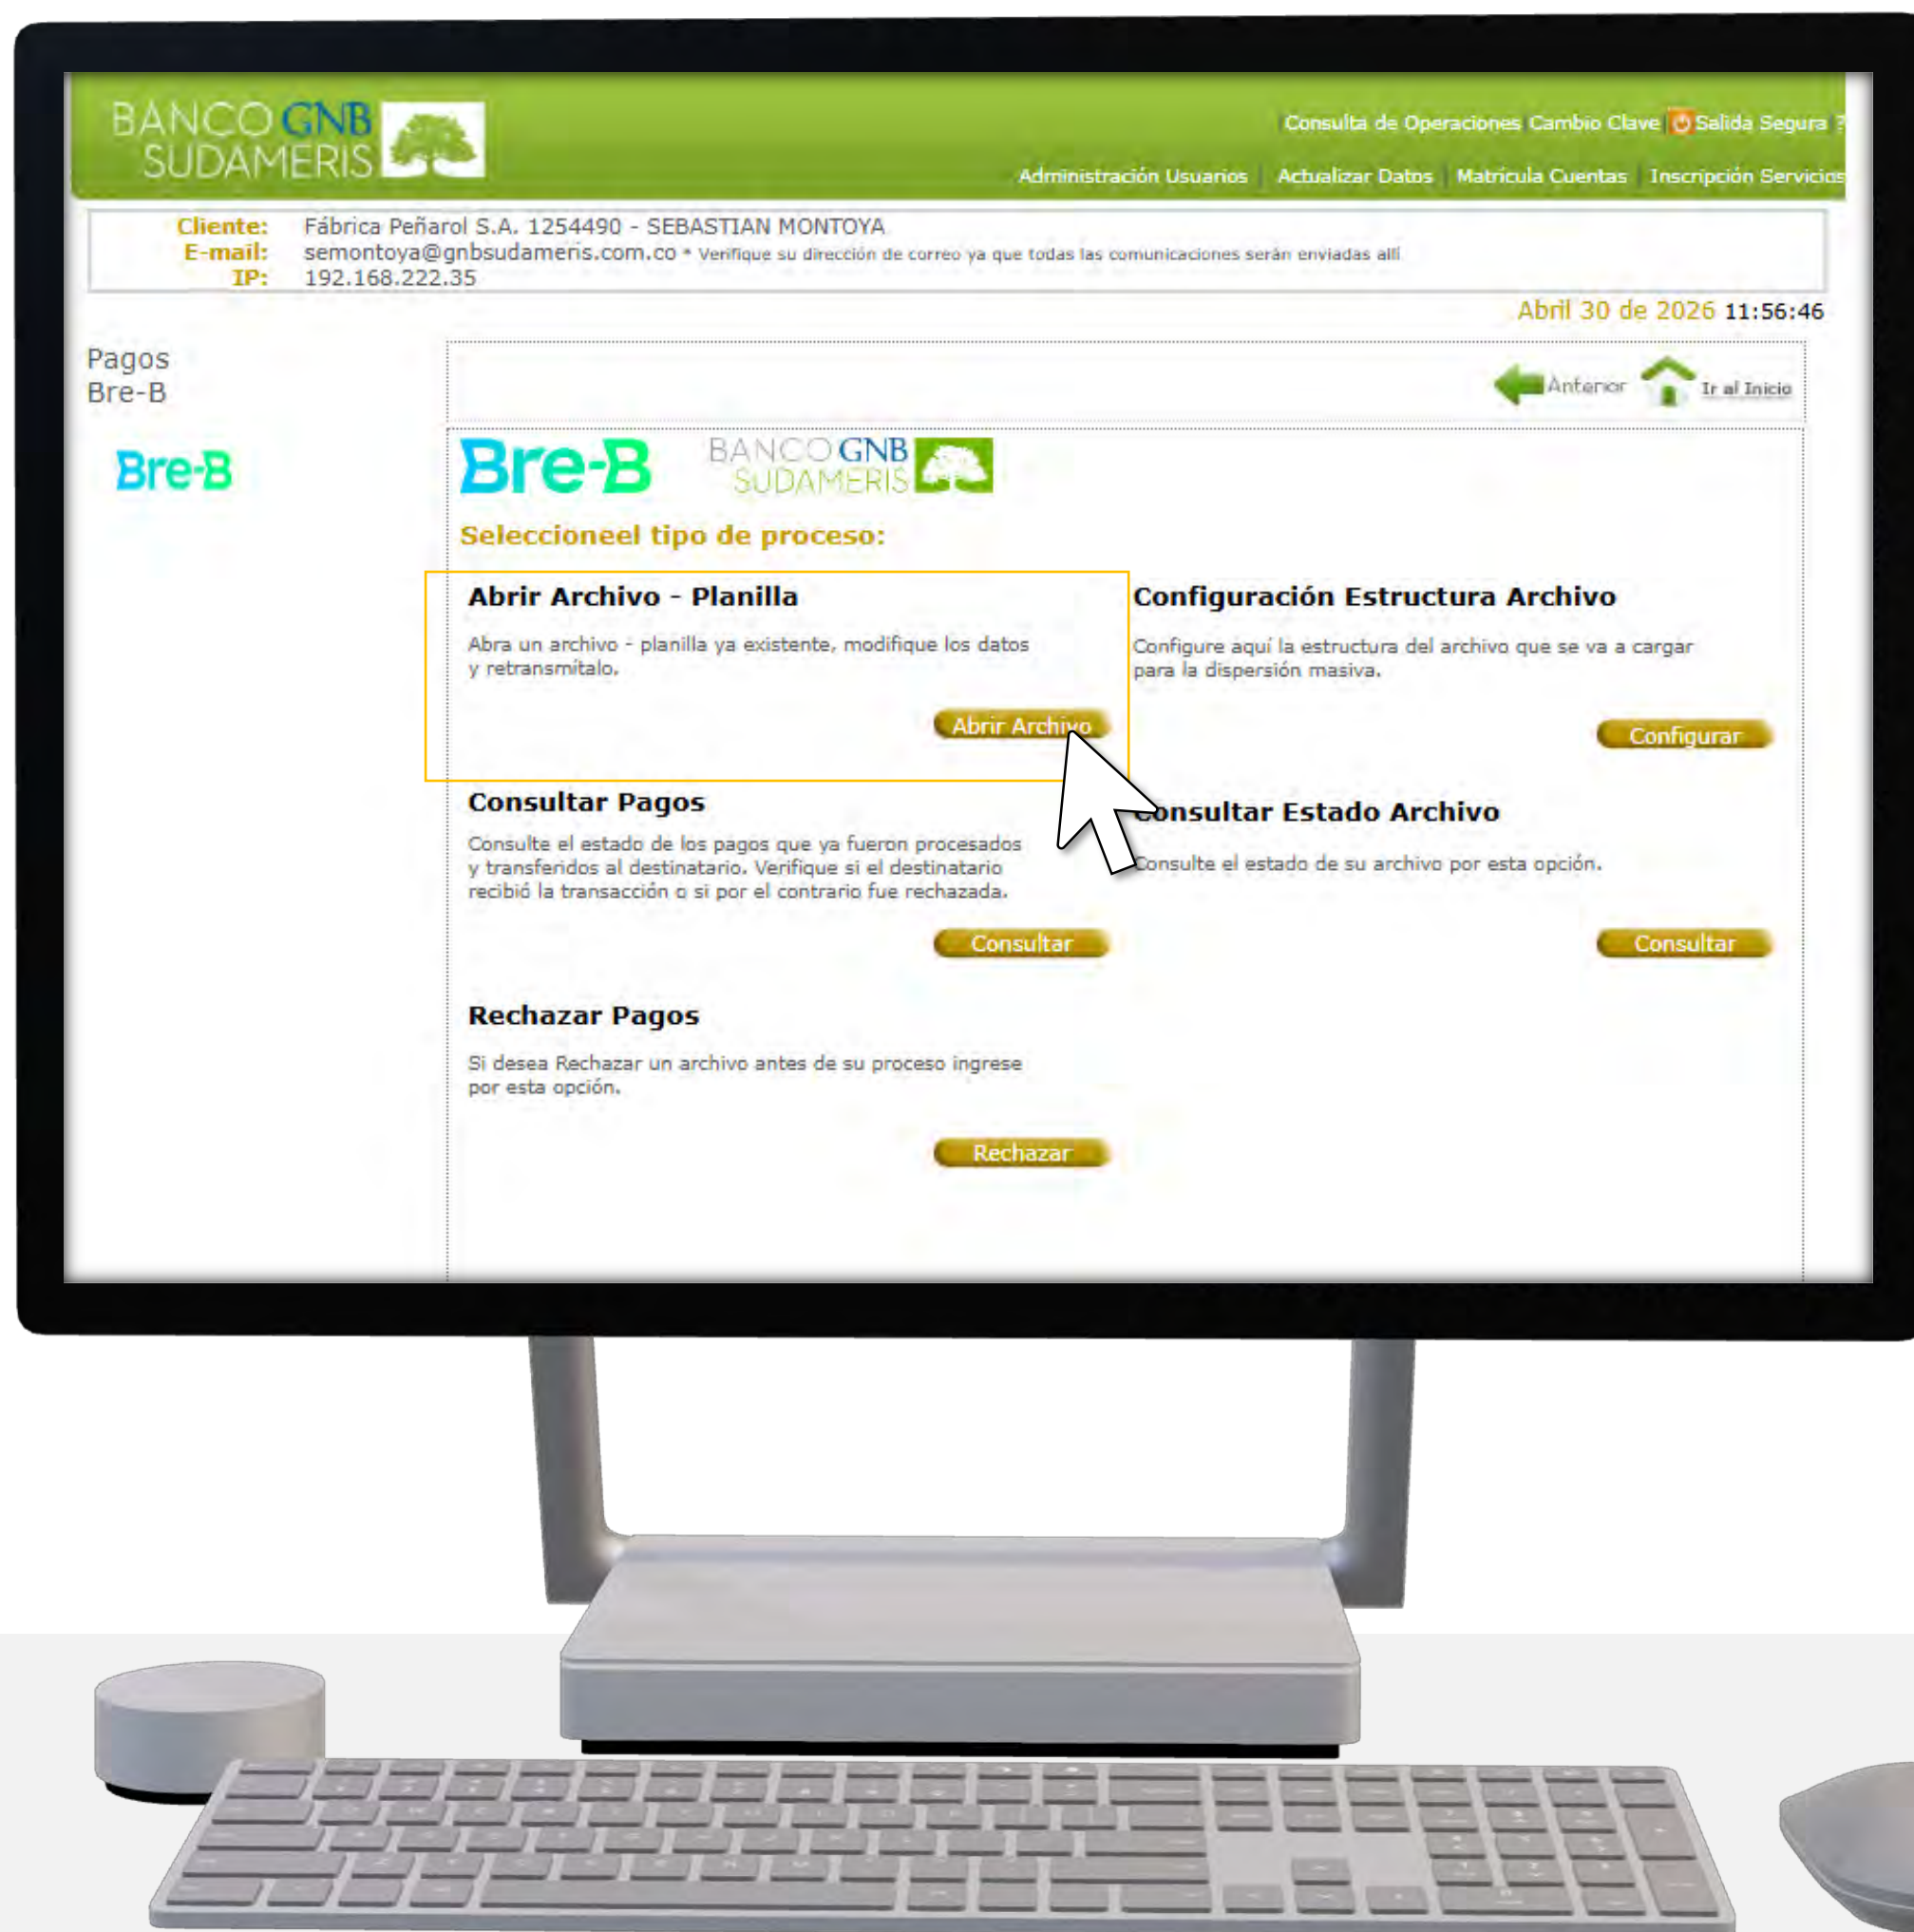 BANCO GNB
SUDAMERIS
Consulta de Operaciones Cambio Clave Salida Segura ?
Administración Usuarios Actualizar Datos Matrícula Cuentas Inscripción Servicios
Cliente: Fábrica Peñarol S.A. 1254490 - SEBASTIAN MONTOYA
E-mail: semontoya@gnbsudameris.com.co * Verifique su dirección de correo ya que todas las comunicaciones serán enviadas allí
IP: 192.168.222.35
Abril 30 de 2026 11:56:46
Pagos
Bre-B
Anterior Ir al Inicio
Bre-B
Bre-B
BANCO GNB
SUDAMERIS
Seleccioneel tipo de proceso:
Abrir Archivo - Planilla
Abra un archivo - planilla ya existente, modifique los datos
y retransmítalo.
Abrir Archivo
Configuración Estructura Archivo
Configure aquí la estructura del archivo que se va a cargar
para la dispersión masiva.
Configurar
Consultar Pagos
Consulte el estado de los pagos que ya fueron procesados
y transferidos al destinatario. Verifique si el destinatario
recibió la transacción o si por el contrario fue rechazada.
Consultar
Consultar Estado Archivo
Consulte el estado de su archivo por esta opción.
Consultar
Rechazar Pagos
Si desea Rechazar un archivo antes de su proceso ingrese
por esta opción.
Rechazar